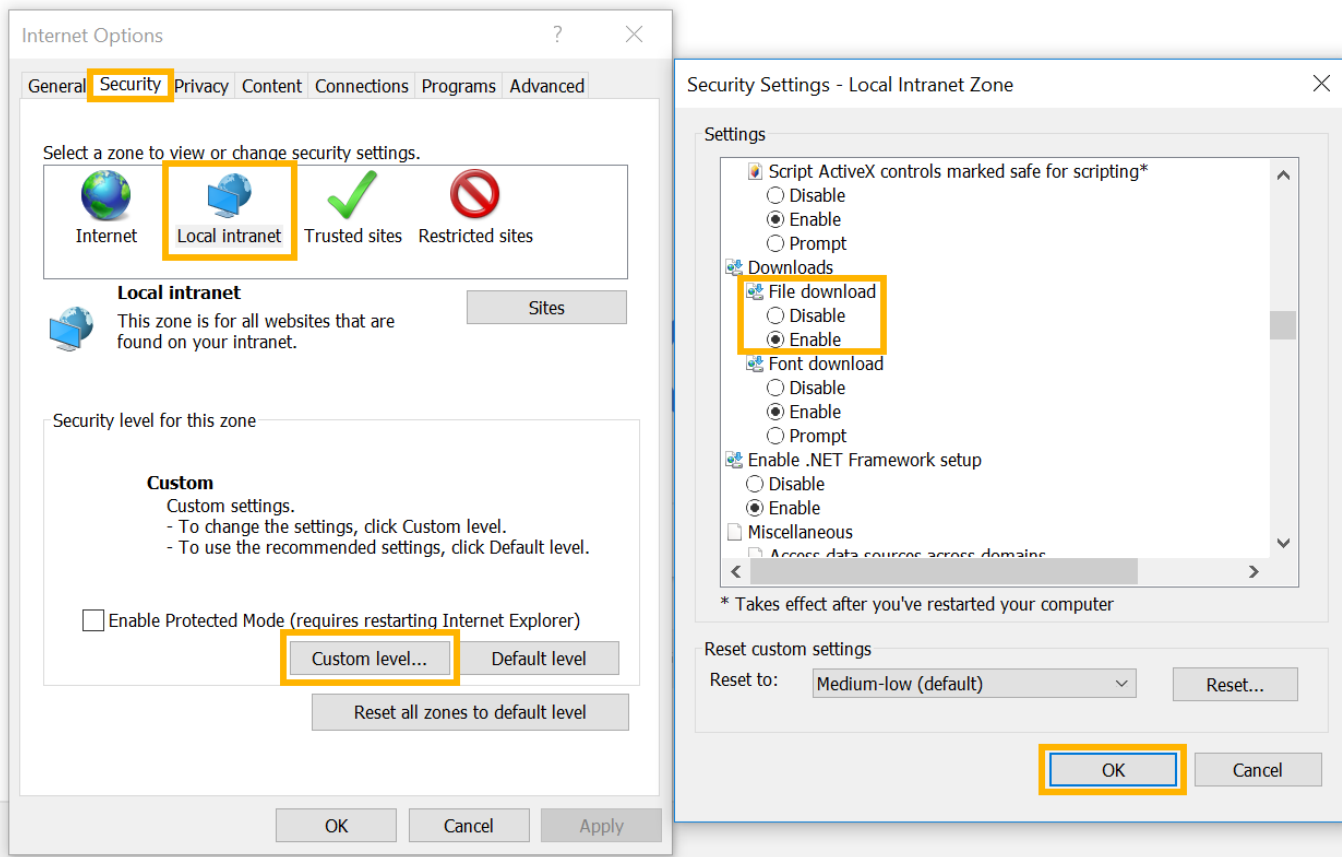 Internet Options
?
General Security Privacy Content Connections Programs Advanced
Select a zone to view or change security settings.
Internet Local intranet Trusted sites Restricted sites
Local intranet
This zone is for all websites that are
found on your intranet.
Sites
Security level for this zone
Custom
Custom settings.
- To change the settings, click Custom level.
- To use the recommended settings, click Default level.
Enable Protected Mode (requires restarting Internet Explorer)
Custom level... Default level
Reset all zones to default level
OK Cancel Apply
Security Settings - Local Intranet Zone
Settings
Script ActiveX controls marked safe for scripting*
Disable
Enable
Prompt
Downloads
File download
Disable
Enable
Font download
Disable
Enable
Prompt
Enable .NET Framework setup
Disable
Enable
Miscellaneous
Access data sources across domains
* Takes effect after you've restarted your computer
Reset custom settings
Reset to: Medium-low (default) Reset...
OK Cancel